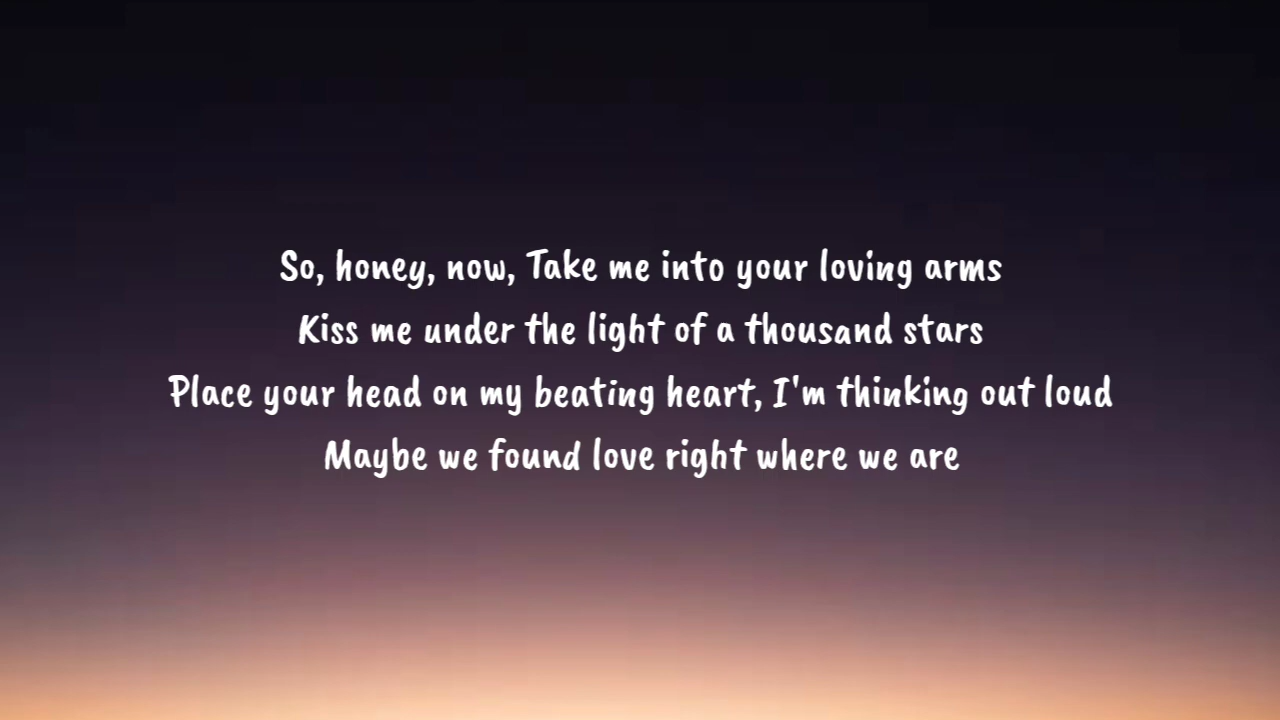 So, honey, now, Take me into your loving arms
Kiss me under the light of a thousand stars
Place your head on my beating heart, I'm thinking out loud
Maybe we found love right where we are